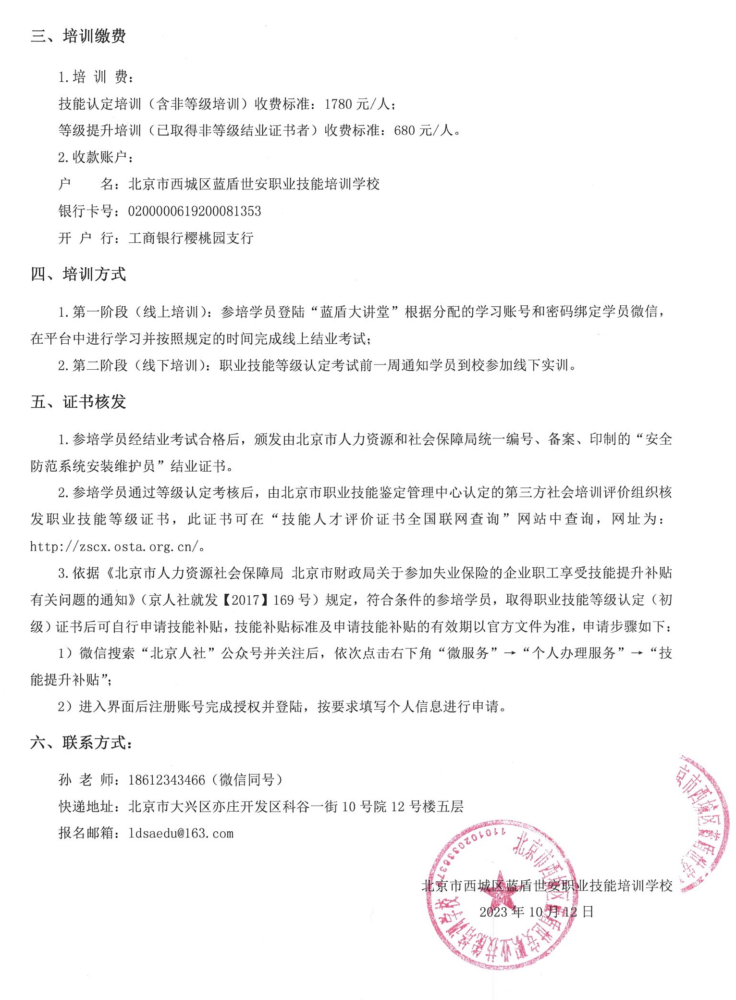 三、培训缴费
1.培 训 费：
技能认定培训（含非等级培训）收费标准：1780 元/人；
等级提升培训（已取得非等级结业证书者）收费标准：680 元/人。
2.收款账户：
户　　名：北京市西城区蓝盾世安职业技能培训学校
银行卡号：0200000619200081353
开 户 行：工商银行樱桃园支行
四、培训方式
1.第一阶段（线上培训）：参培学员登陆“蓝盾大讲堂”根据分配的学习账号和密码绑定学员微信，
在平台中进行学习并按照规定的时间完成线上结业考试；
2.第二阶段（线下培训）：职业技能等级认定考试前一周通知学员到校参加线下实训。
五、证书核发
1.参培学员经结业考试合格后，颁发由北京市人力资源和社会保障局统一编号、备案、印制的“安全
防范系统安装维护员”结业证书。
2.参培学员通过等级认定考核后，由北京市职业技能鉴定管理中心认定的第三方社会培训评价组织核
发职业技能等级证书，此证书可在“技能人才评价证书全国联网查询”网站中查询，网址为：
http://zscx.osta.org.cn/。
3.依据《北京市人力资源社会保障局 北京市财政局关于参加失业保险的企业职工享受技能提升补贴
有关问题的通知》（京人社就发【2017】169 号）规定，符合条件的参培学员，取得职业技能等级认定（初
级）证书后可自行申请技能补贴，技能补贴标准及申请技能补贴的有效期以官方文件为准，申请步骤如下：
1）微信搜索“北京人社”公众号并关注后，依次点击右下角“微服务”→“个人办理服务”→“技
能提升补贴”；
2）进入界面后注册账号完成授权并登陆，按要求填写个人信息进行申请。
六、联系方式：
孙 老 师：18612343466（微信同号）
快递地址：北京市大兴区亦庄开发区科谷一街 10 号院 12 号楼五层
报名邮箱：ldsaedu@163.com
北京市西城区蓝盾世安职业技能培训学校
2023 年 10 月 12 日
北京市西城区蓝盾世安职业技能培训学校
京市西城区蓝盾世安